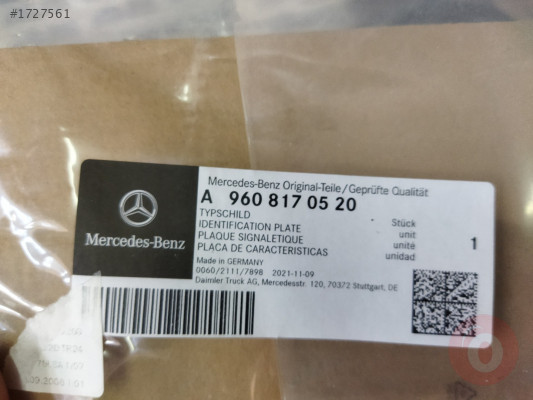 #1727561
Mercedes-Benz Original-Teile/Geprüfte Qualität
A 960 817 05 20
TYPSCHILD
IDENTIFICATION PLATE
PLAQUE SIGNALETIQUE
PLACA DE CARACTERISTICAS
Stück
unit
unité
unidad
1
Mercedes-Benz
Made in GERMANY
0060/2111/7898 2021-11-09
Daimler Truck AG, Mercedesstr. 120, 70372 Stuttgart, DE